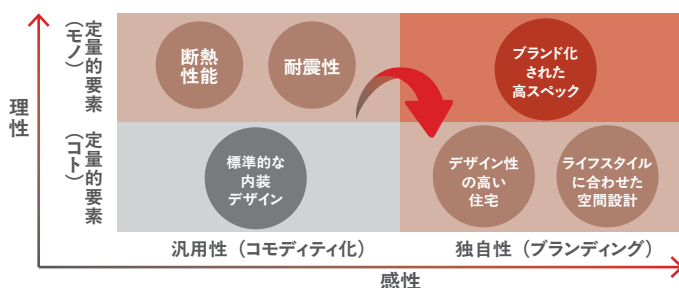 理性
定量的要素
（モノ）
定量的要素
（コト）
断熱
性能
耐震性
ブランド化
された
高スペック
標準的な
内装
デザイン
デザイン性
の高い
住宅
ライフスタイル
に合わせた
空間設計
汎用性（コモディティ化）
独自性（ブランディング）
感性